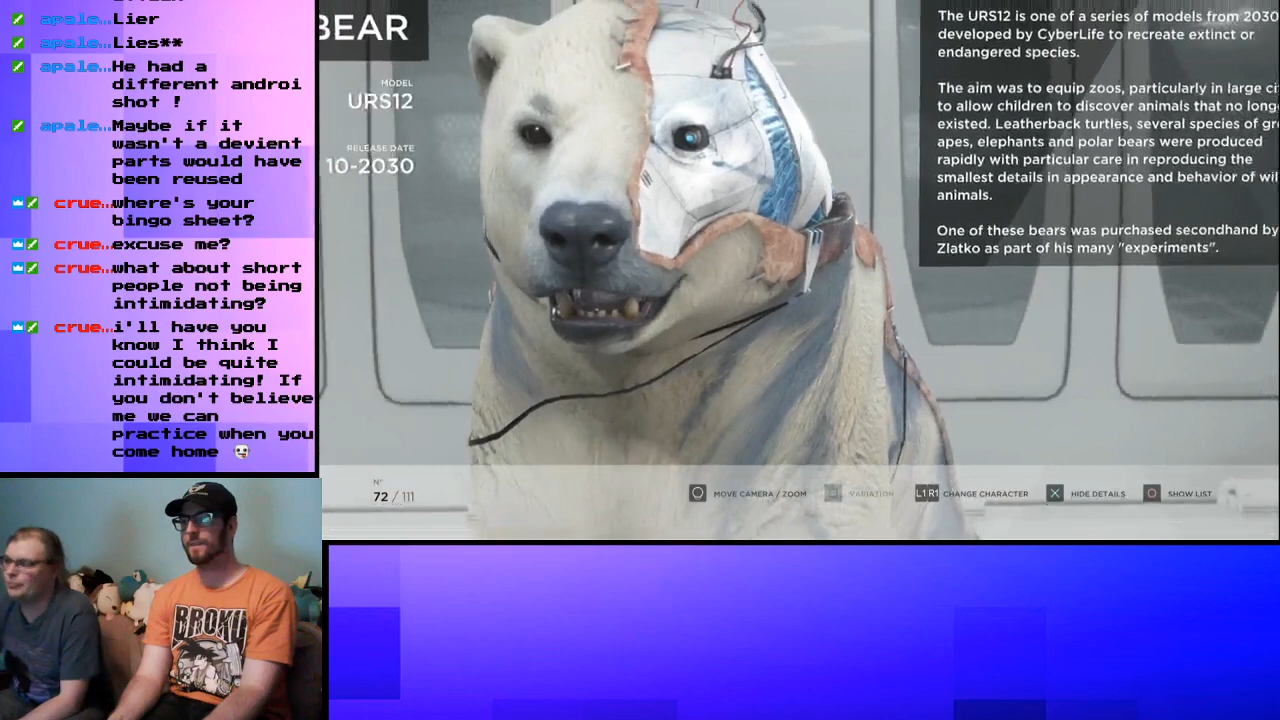 apale...Lier
apale...Lies**
apale...He had a
different androi
shot !
apale...Maybe if it
wasn't a devient
parts would have
been reused
crue...where's your
bingo sheet?
crue...excuse me?
crue...what about short
people not being
intimidating?
crue...i'll have you
know I think I
could be quite
intimidating! If
you don't believe
me we can
practice when you
come home
BEAR
MODEL
URS12
RELEASE DATE
10-2030
The URS12 is one of a series of models from 2030
developed by CyberLife to recreate extinct or
endangered species.
The aim was to equip zoos, particularly in large ci
to allow children to discover animals that no long
existed. Leatherback turtles, several species of gr
apes, elephants and polar bears were produced
rapidly with particular care in reproducing the
smallest details in appearance and behavior of wil
animals.
One of these bears was purchased secondhand by
Zlatko as part of his many "experiments".
N°
72 / 111
MOVE CAMERA / ZOOM
VARIATION
L1 R1 CHANGE CHARACTER
HIDE DETAILS
SHOW LIST
BROKU